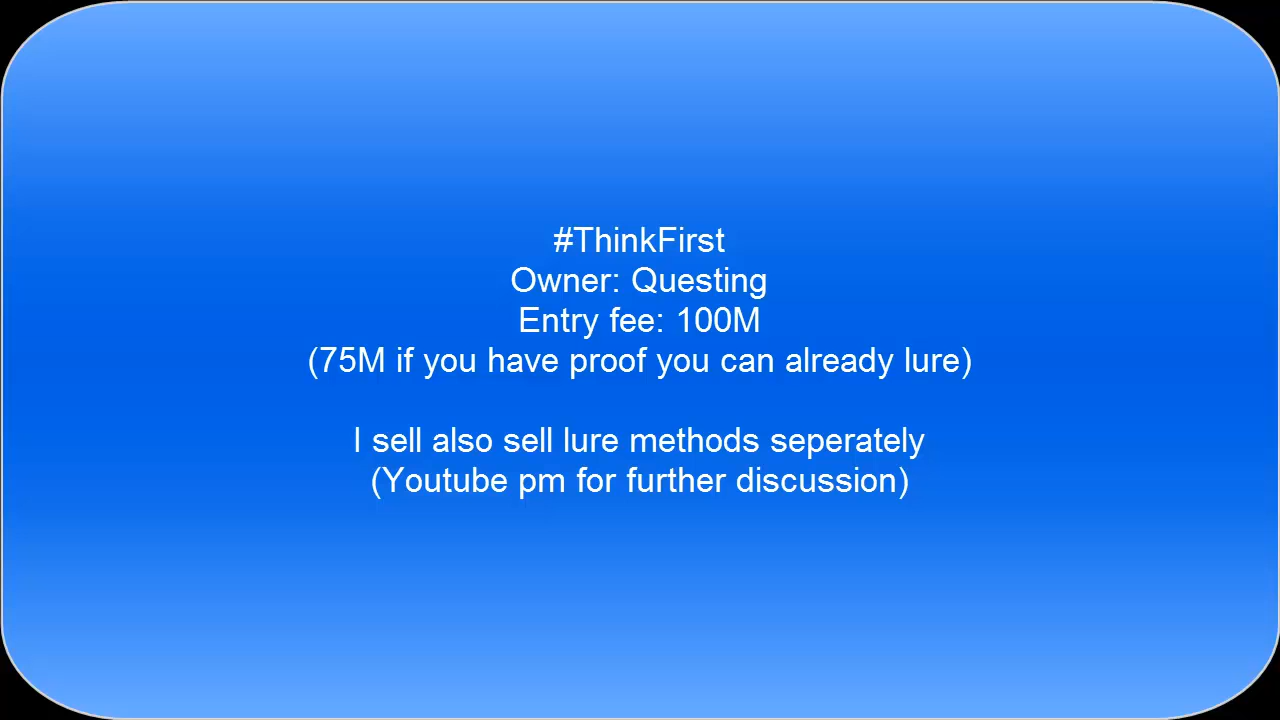 #ThinkFirst
Owner: Questing
Entry fee: 100M
(75M if you have proof you can already lure)
I sell also sell lure methods seperately
(Youtube pm for further discussion)